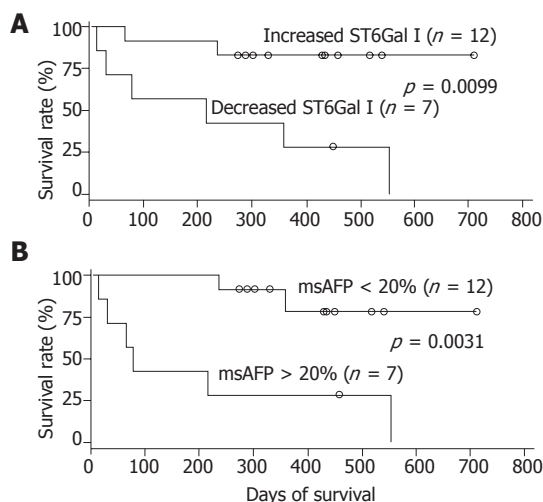 A
Survival rate (%)
100
75
50
25
0
Increased ST6Gal I (n = 12)
p = 0.0099
Decreased ST6Gal I (n = 7)
0 100 200 300 400 500 600 700 800
B
Survival rate (%)
100
75
50
25
0
msAFP < 20% (n = 12)
p = 0.0031
msAFP > 20% (n = 7)
0 100 200 300 400 500 600 700 800
Days of survival